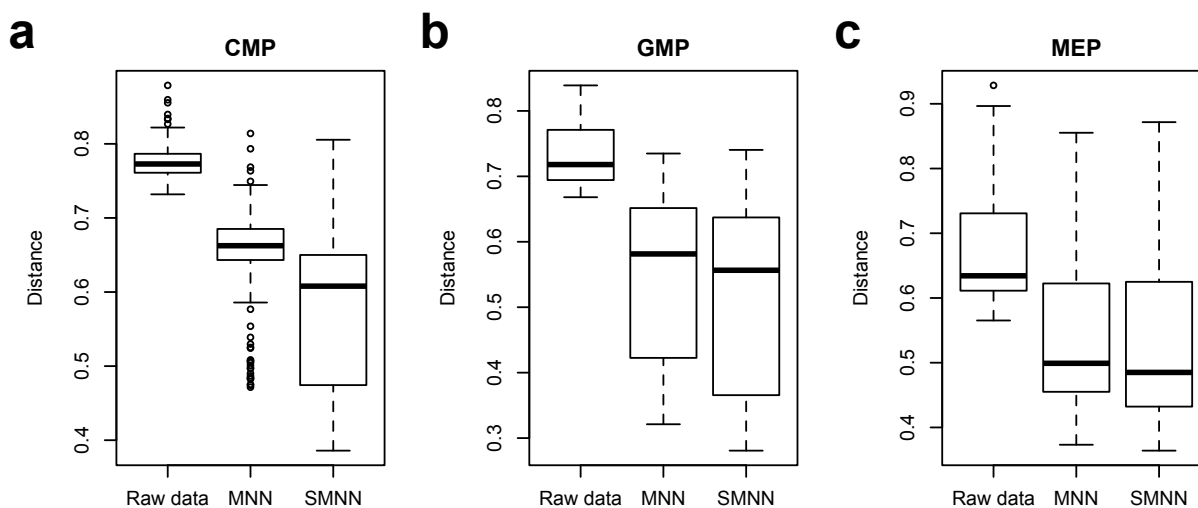 a
CMP
Distance
0.4
0.5
0.6
0.7
0.8
Raw data MNN SMNN
b
GMP
Distance
0.3
0.4
0.5
0.6
0.7
0.8
Raw data MNN SMNN
c
MEP
Distance
0.4
0.5
0.6
0.7
0.8
0.9
Raw data MNN SMNN